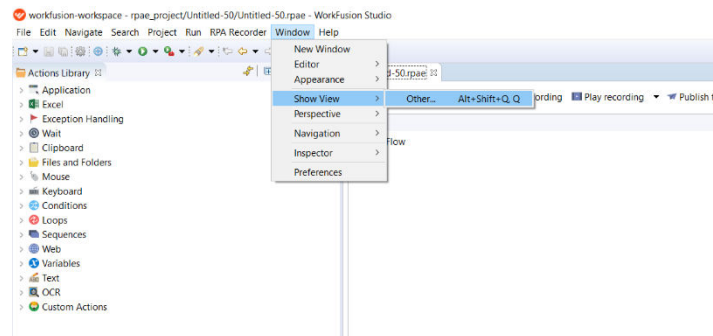 workfusion-workspace - rpae_project/Untitled-50/Untitled-50.rpae - WorkFusion Studio
File Edit Navigate Search Project Run RPA Recorder Window Help
New Window
Editor
Appearance
Show View
Other... Alt+Shift+Q, Q
Perspective
Navigation
Inspector
Preferences
Actions Library
d-50.rpae
ording Play recording Publish t
Flow
Application
Excel
Exception Handling
Wait
Clipboard
Files and Folders
Mouse
Keyboard
Conditions
Loops
Sequences
Web
Variables
Text
OCR
Custom Actions